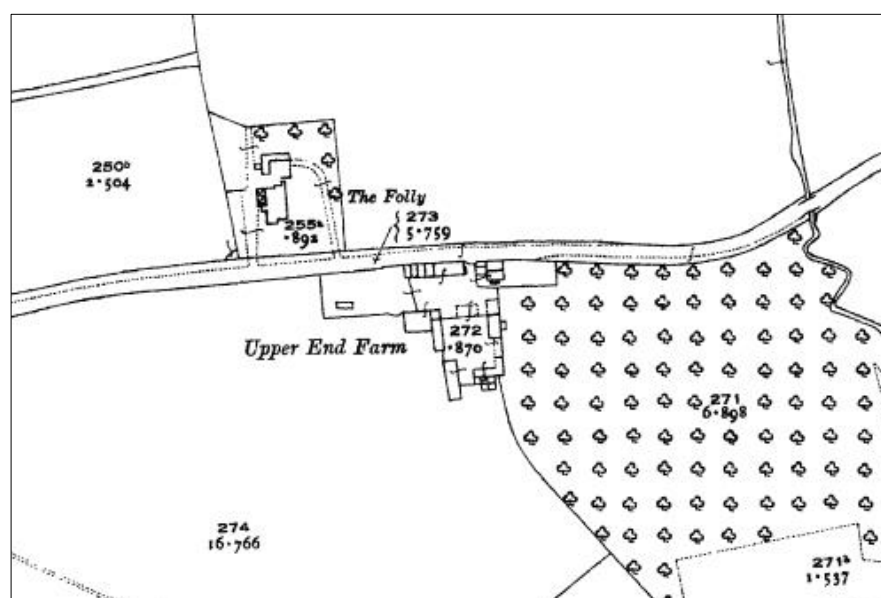 250ᵇ
2·504
The Folly
255ᵃ
·892
273
5·759
Upper End Farm
272
·870
271
6·898
274
16·766
271ᵃ
1·537